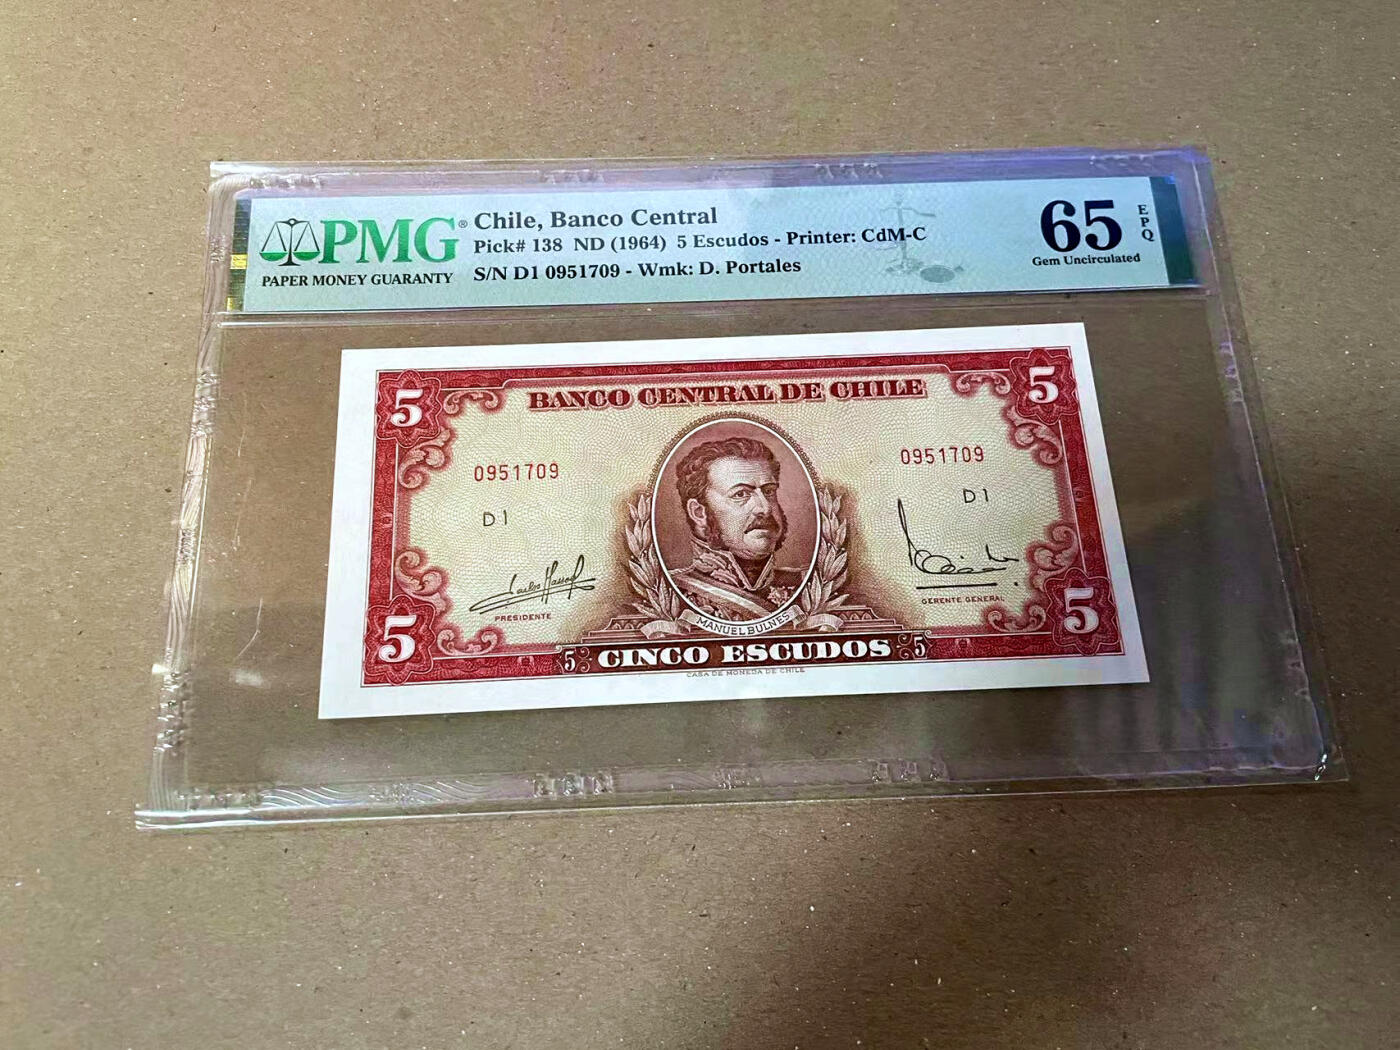 PMG®
PAPER MONEY GUARANTY
Chile, Banco Central
Pick# 138 ND (1964) 5 Escudos - Printer: CdM-C
S/N D1 0951709 - Wmk: D. Portales
65
EPQ
Gem Uncirculated
5
BANCO CENTRAL DE CHILE
5
0951709
0951709
D1
D1
PRESIDENTE
GERENTE GENERAL
MANUEL BULNES
5
5
5 CINCO ESCUDOS 5
CASA DE MONEDA DE CHILE